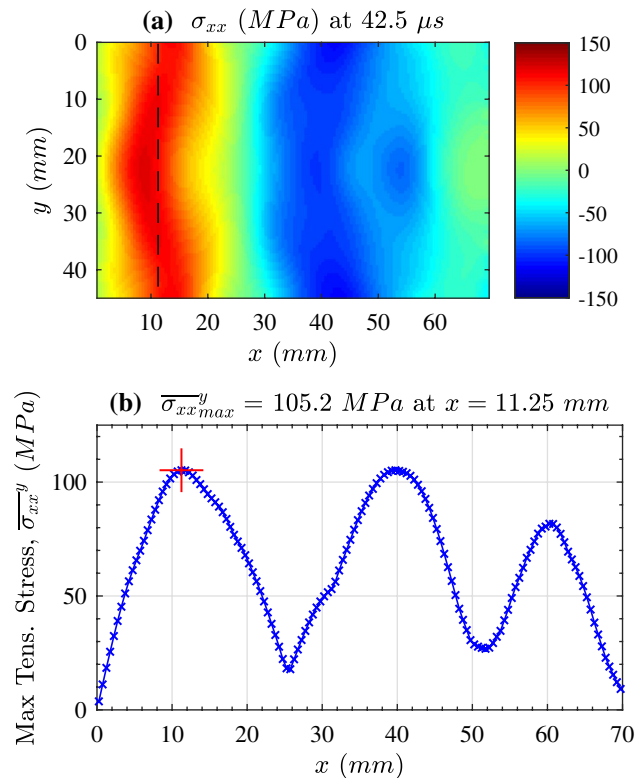 (a) σxx (MPa) at 42.5 μs
0
10
20
30
40
y (mm)
10 20 30 40 50 60
x (mm)
150
100
50
0
-50
-100
-150
(b) σxx^y max = 105.2 MPa at x = 11.25 mm
Max Tens. Stress, σxx^y (MPa)
100
50
0
0 10 20 30 40 50 60 70
x (mm)